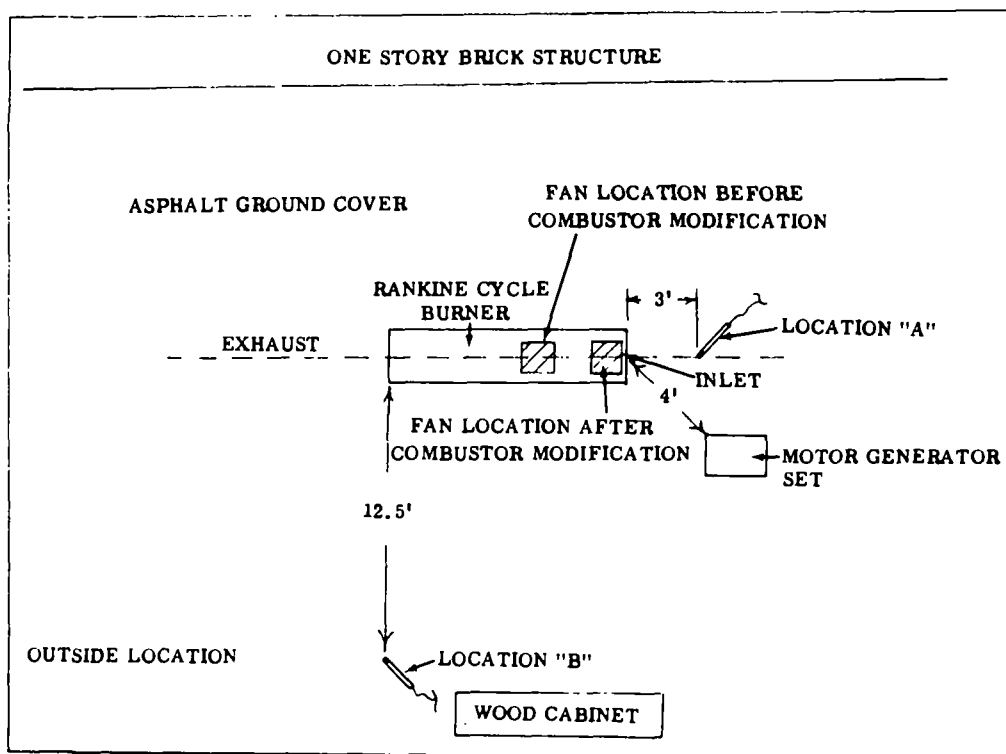 ONE STORY BRICK STRUCTURE
ASPHALT GROUND COVER
FAN LOCATION BEFORE
COMBUSTOR MODIFICATION
RANKINE CYCLE
BURNER
3'
LOCATION "A"
EXHAUST
INLET
4'
FAN LOCATION AFTER
COMBUSTOR MODIFICATION
MOTOR GENERATOR
SET
12.5'
OUTSIDE LOCATION
LOCATION "B"
WOOD CABINET